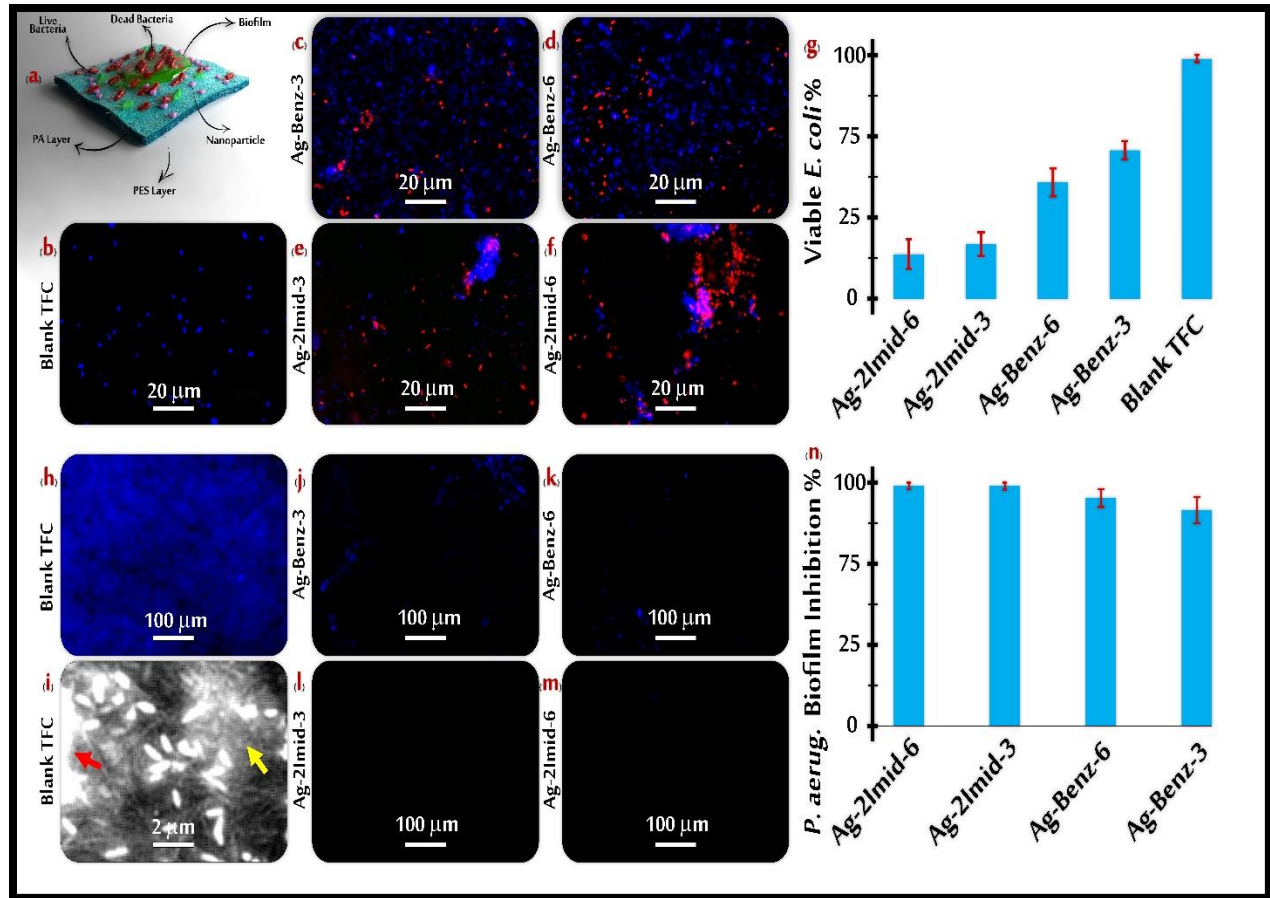 (a)
Live
Bacteria
Dead Bacteria
Biofilm
PA Layer
Nanoparticle
PES Layer
(b)
Blank TFC
20 µm
(c)
Ag-Benz-3
20 µm
(d)
Ag-Benz-6
20 µm
(e)
Ag-2Imid-3
20 µm
(f)
Ag-2Imid-6
20 µm
(g)
Viable E. coli %
100
75
25
0
Ag-2Imid-6
Ag-2Imid-3
Ag-Benz-6
Ag-Benz-3
Blank TFC
(h)
Blank TFC
100 µm
(i)
Blank TFC
2 µm
(j)
Ag-Benz-3
100 µm
(k)
Ag-Benz-6
100 µm
(l)
Ag-2Imid-3
100 µm
(m)
Ag-2Imid-6
100 µm
(n)
P. aerug. Biofilm Inhibition %
100
75
25
0
Ag-2Imid-6
Ag-2Imid-3
Ag-Benz-6
Ag-Benz-3